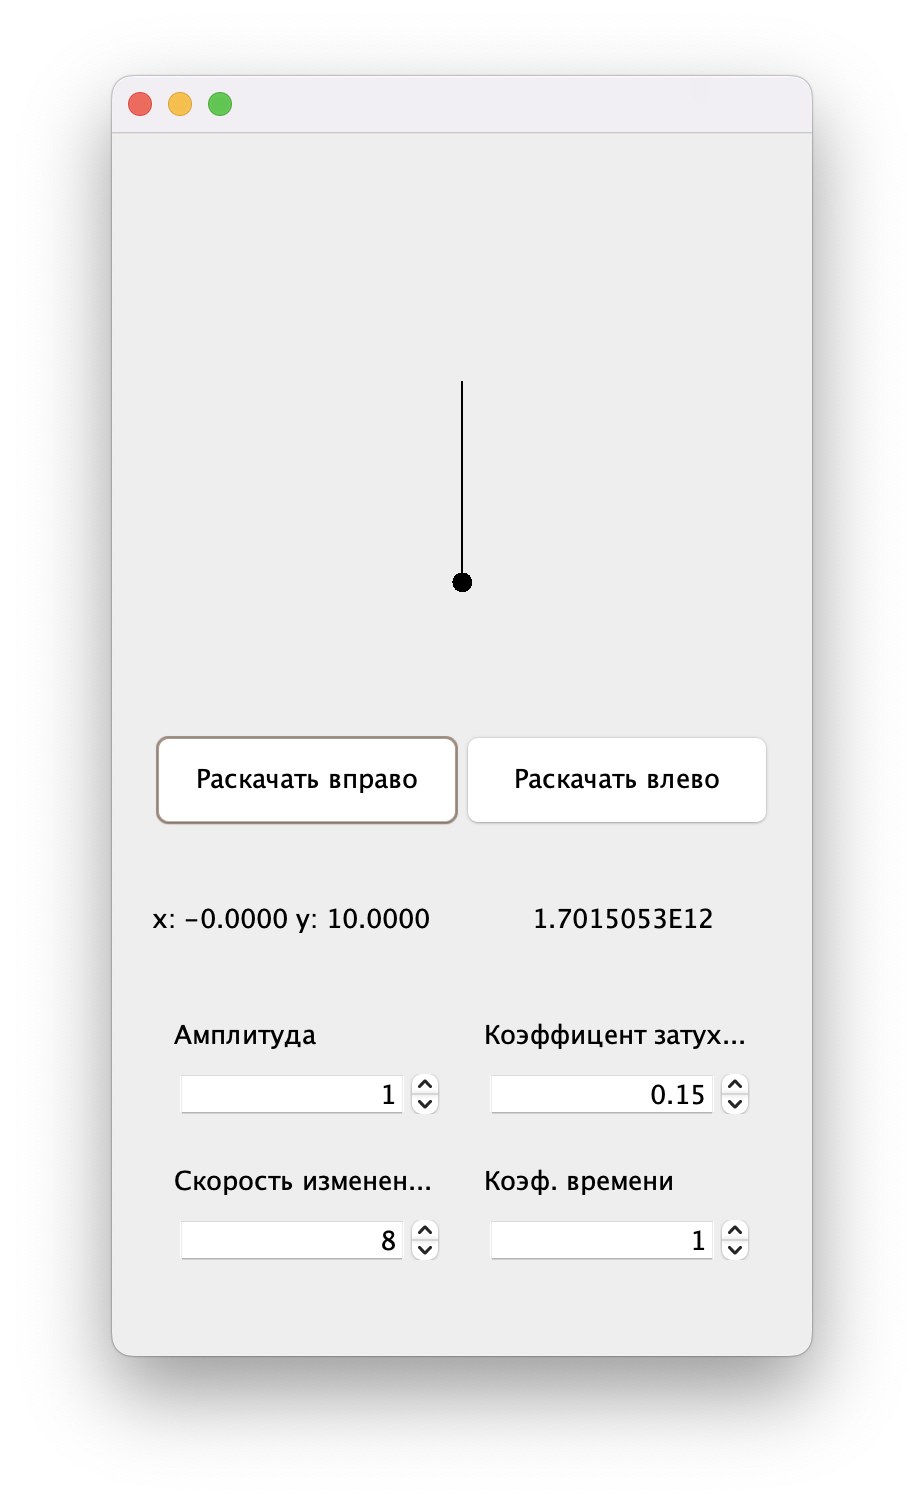 Раскачать вправо Раскачать влево
x: -0.0000 y: 10.0000 1.7015053E12
Амплитуда Коэффицент затух...
1 0.15
Скорость изменен... Коэф. времени
8 1